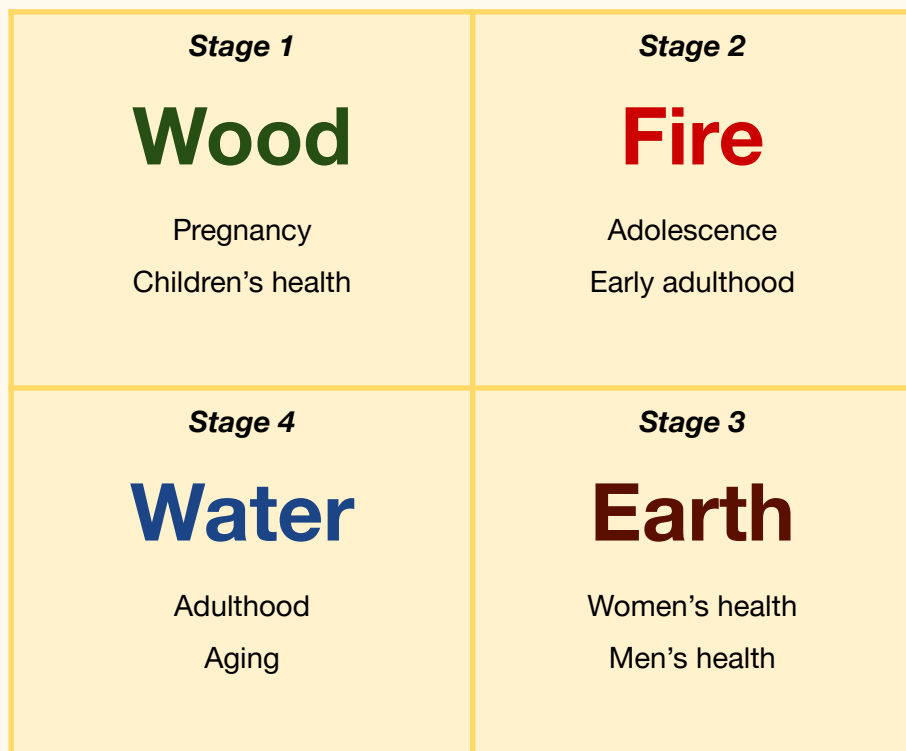 Stage 1
Wood
Pregnancy
Children’s health
Stage 2
Fire
Adolescence
Early adulthood
Stage 4
Water
Adulthood
Aging
Stage 3
Earth
Women’s health
Men’s health